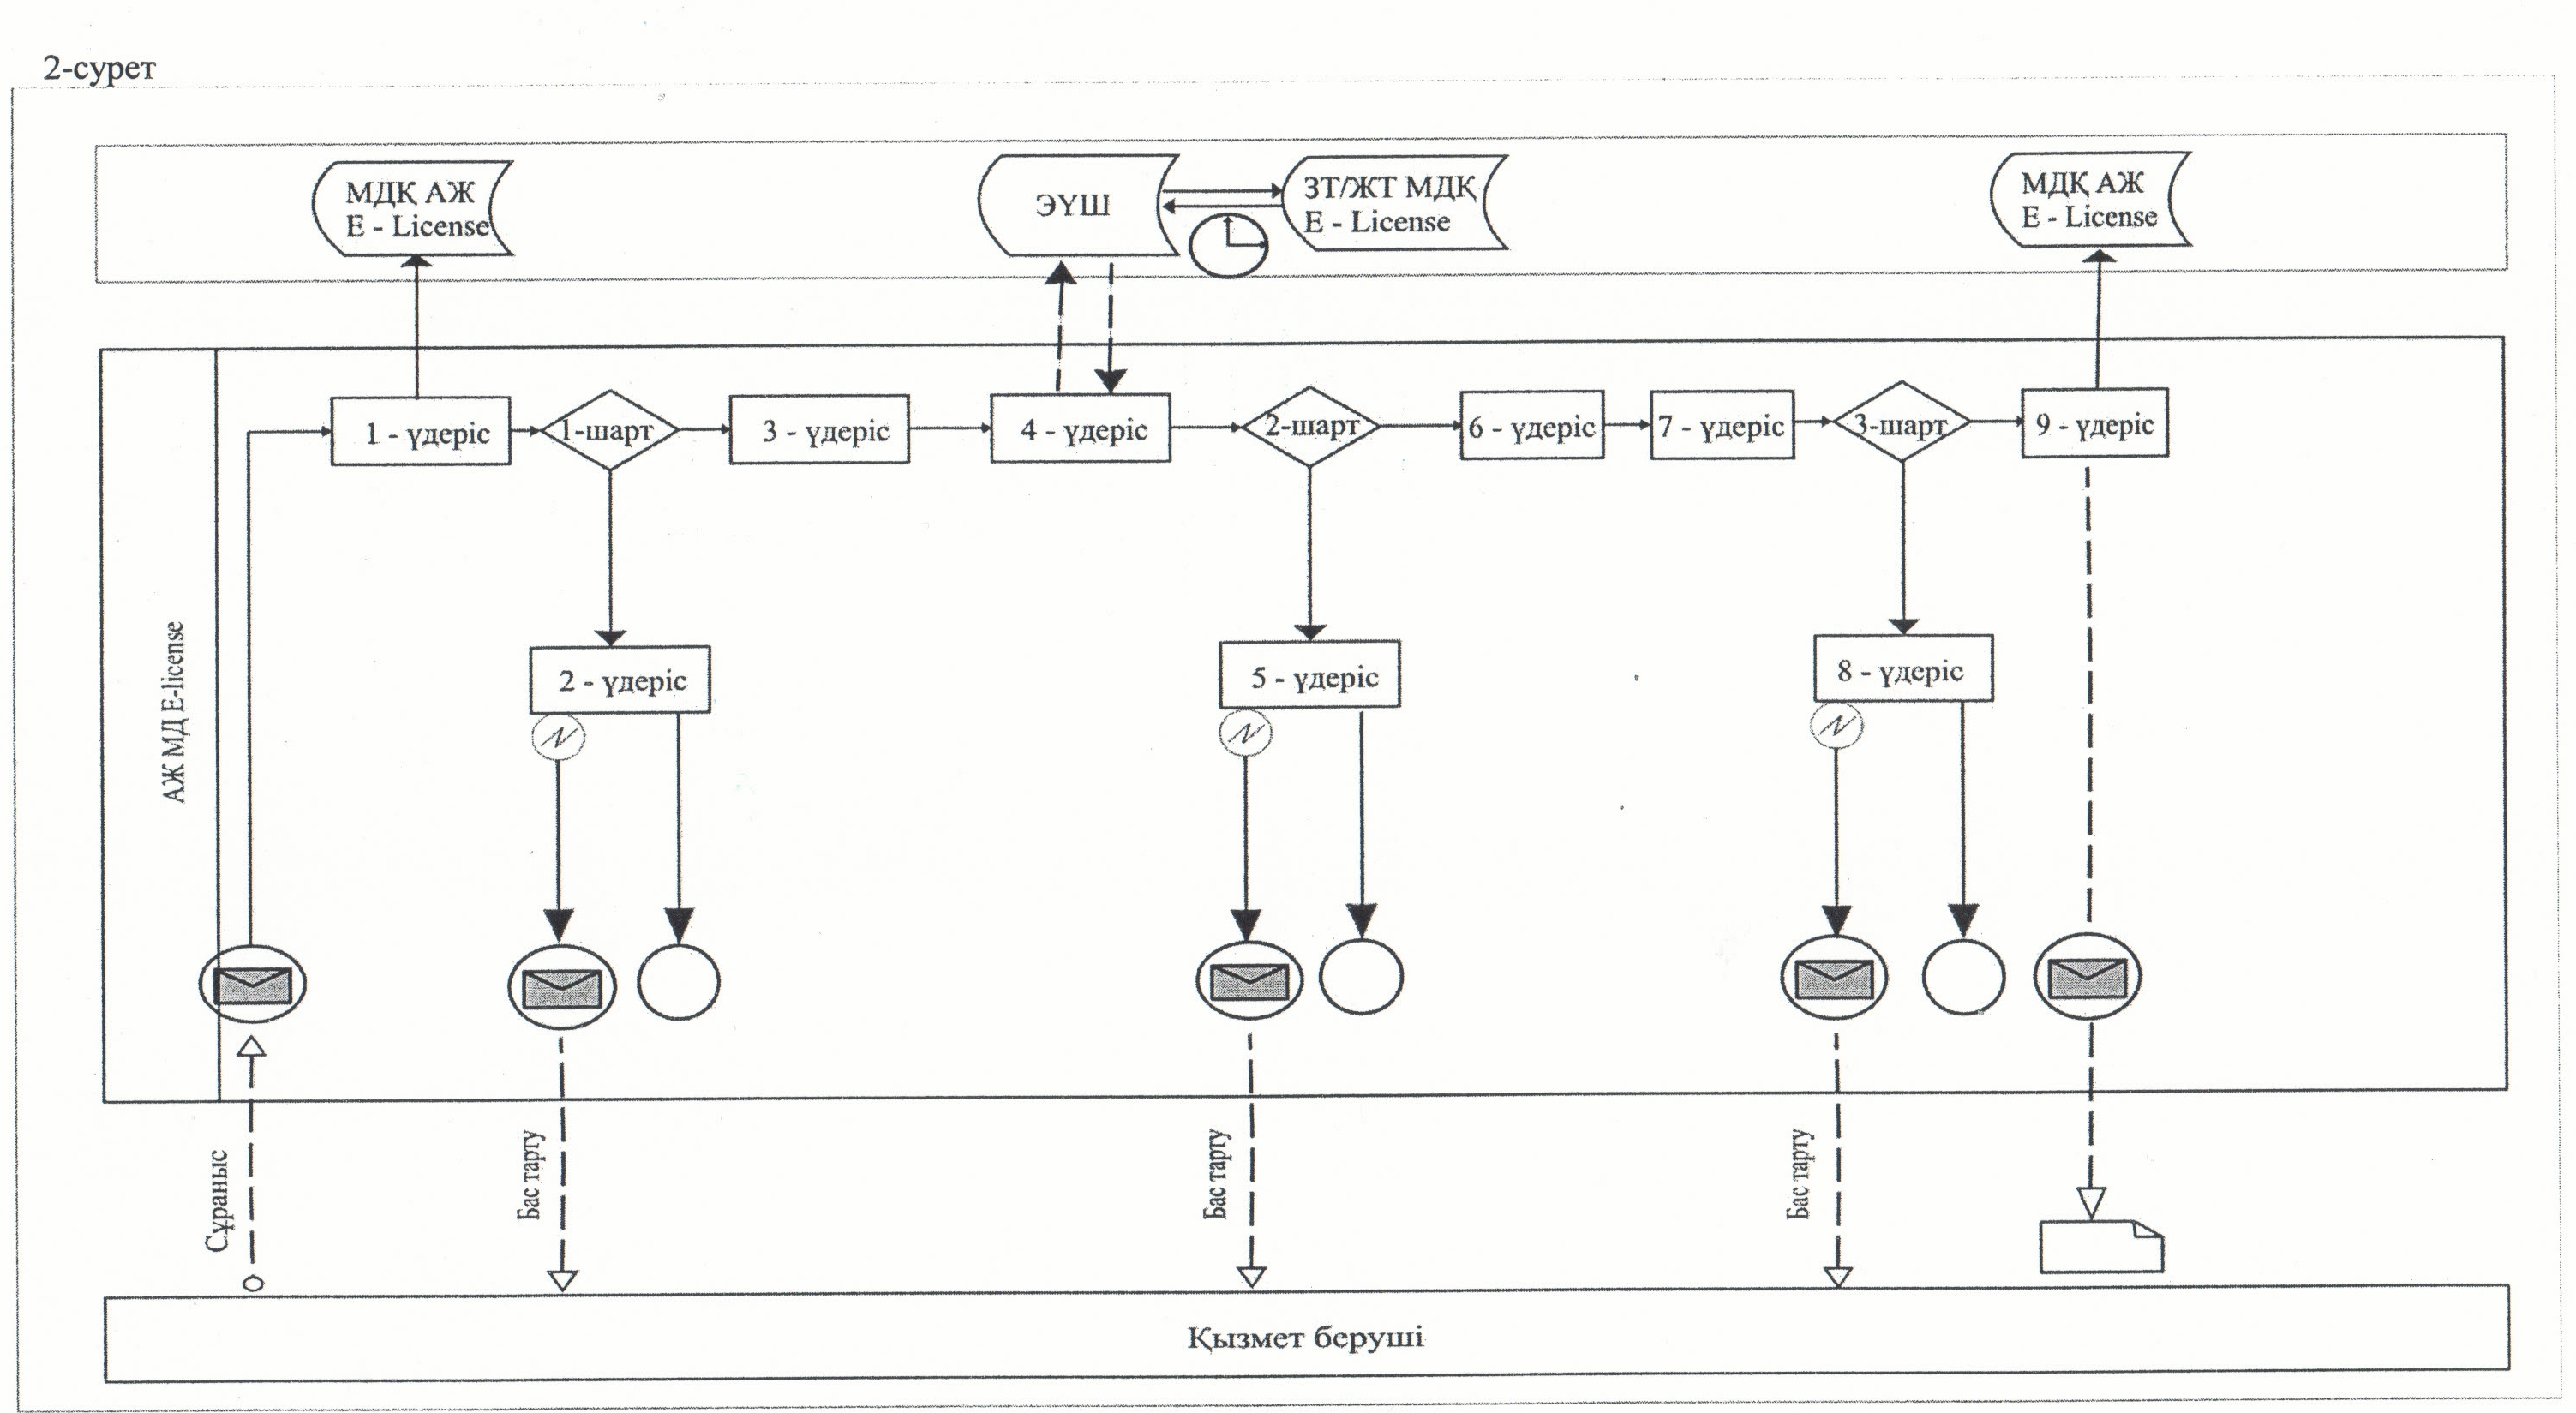 2-сурет
МДҚ АЖ
E - License
ЭҮШ
ЗТ/ЖТ МДҚ
E - License
МДҚ АЖ
E - License
1 - үдеріс
1-шарт
3 - үдеріс
4 - үдеріс
2-шарт
6 - үдеріс
7 - үдеріс
3-шарт
9 - үдеріс
АЖ МД E-license
2 - үдеріс
5 - үдеріс
8 - үдеріс
Сұраныс
Бас тарту
Бас тарту
Бас тарту
Қызмет беруші